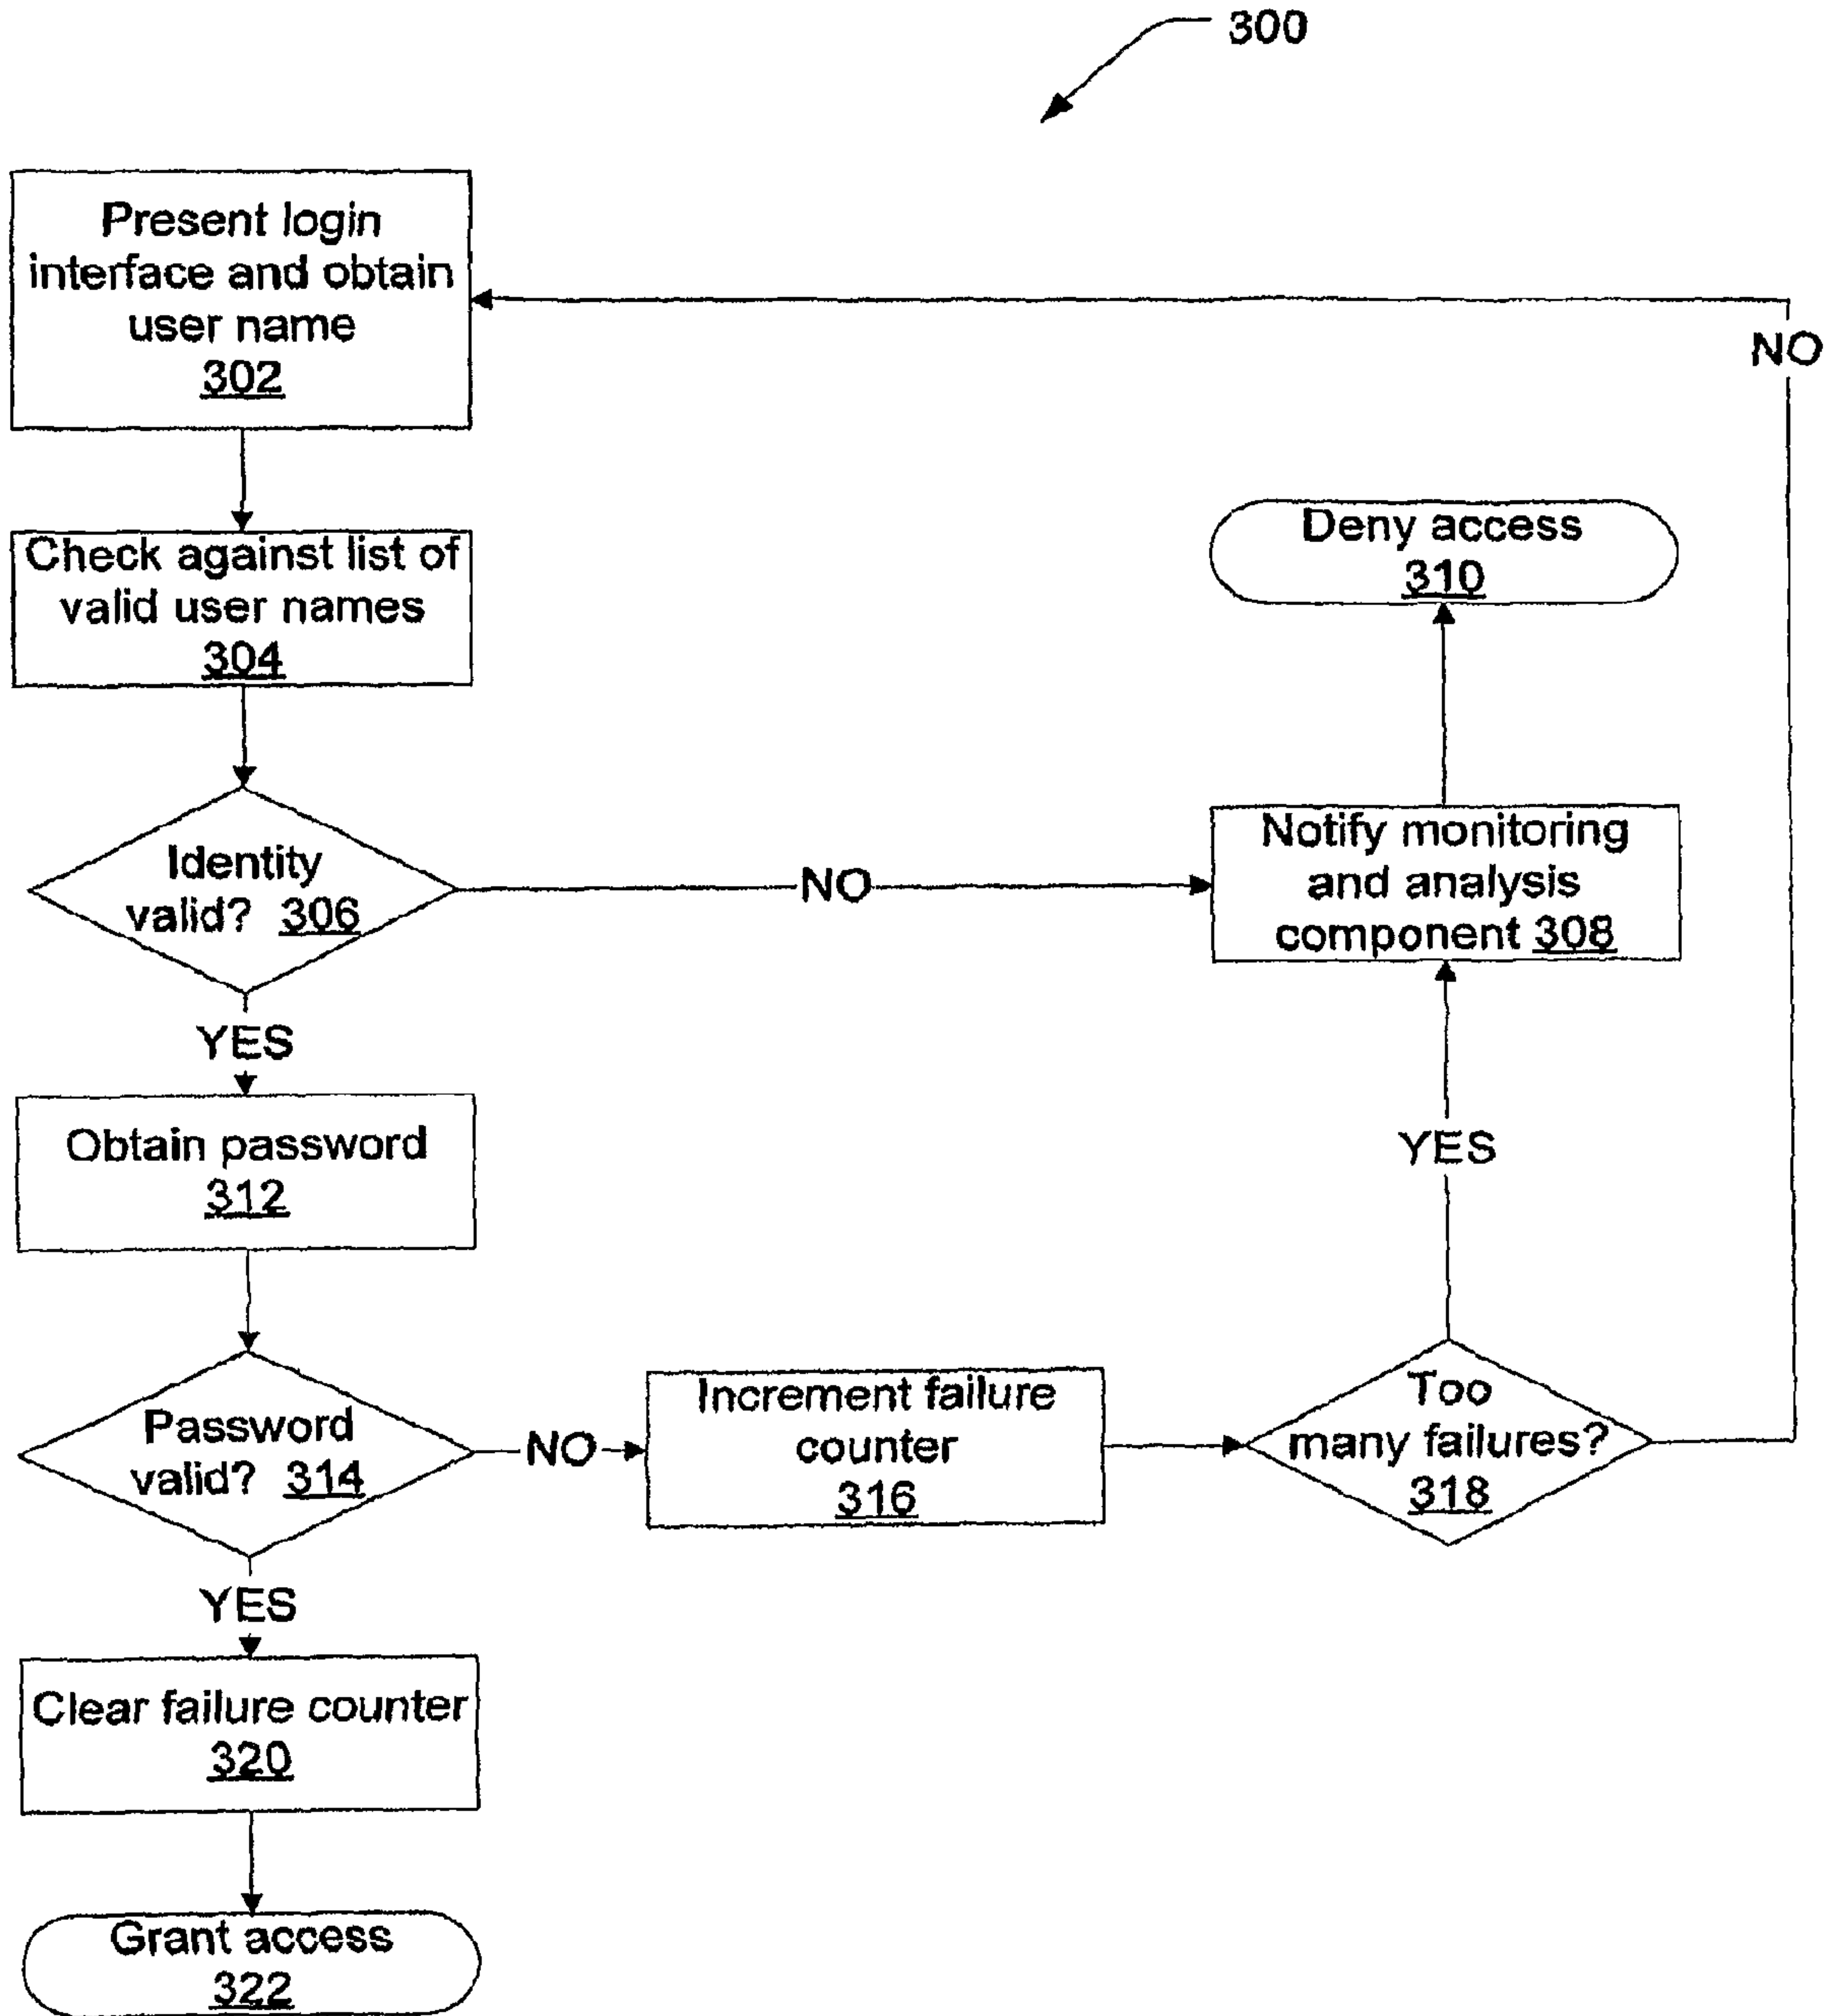 300
Present login
interface and obtain
user name
302
NO
Check against list of
valid user names
304
Deny access
310
Identity
valid? 306
NO
Notify monitoring
and analysis
component 308
YES
Obtain password
312
YES
Password
valid? 314
NO
Increment failure
counter
316
Too
many failures?
318
YES
Clear failure counter
320
Grant access
322